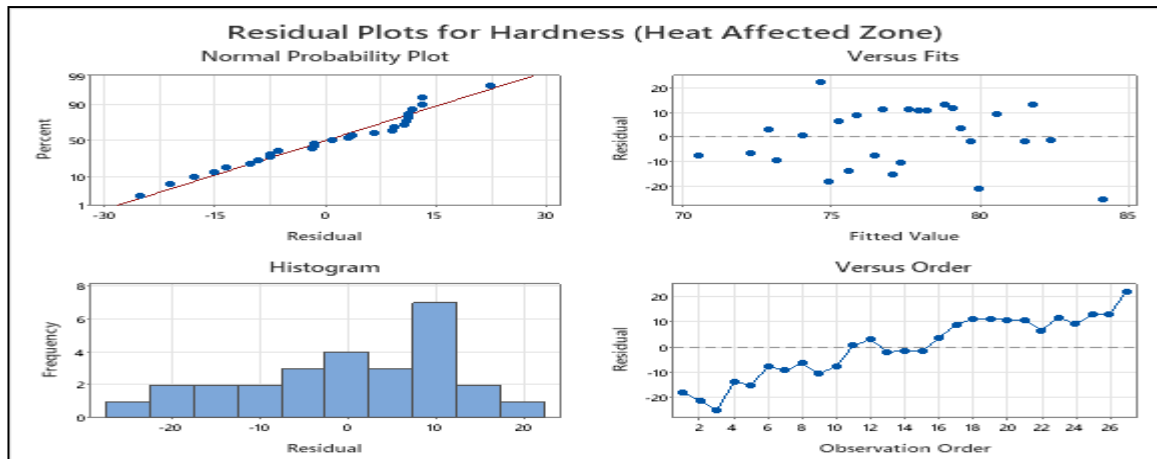 Residual Plots for Hardness (Heat Affected Zone)
Normal Probability Plot
99
90
50
10
1
Percent
-30 -15 0 15 30
Residual
Versus Fits
20
10
0
-10
-20
Residual
70 75 80 85
Fitted Value
Histogram
8
6
4
2
0
Frequency
-20 -10 0 10 20
Residual
Versus Order
20
10
0
-10
-20
Residual
2 4 6 8 10 12 14 16 18 20 22 24 26
Observation Order